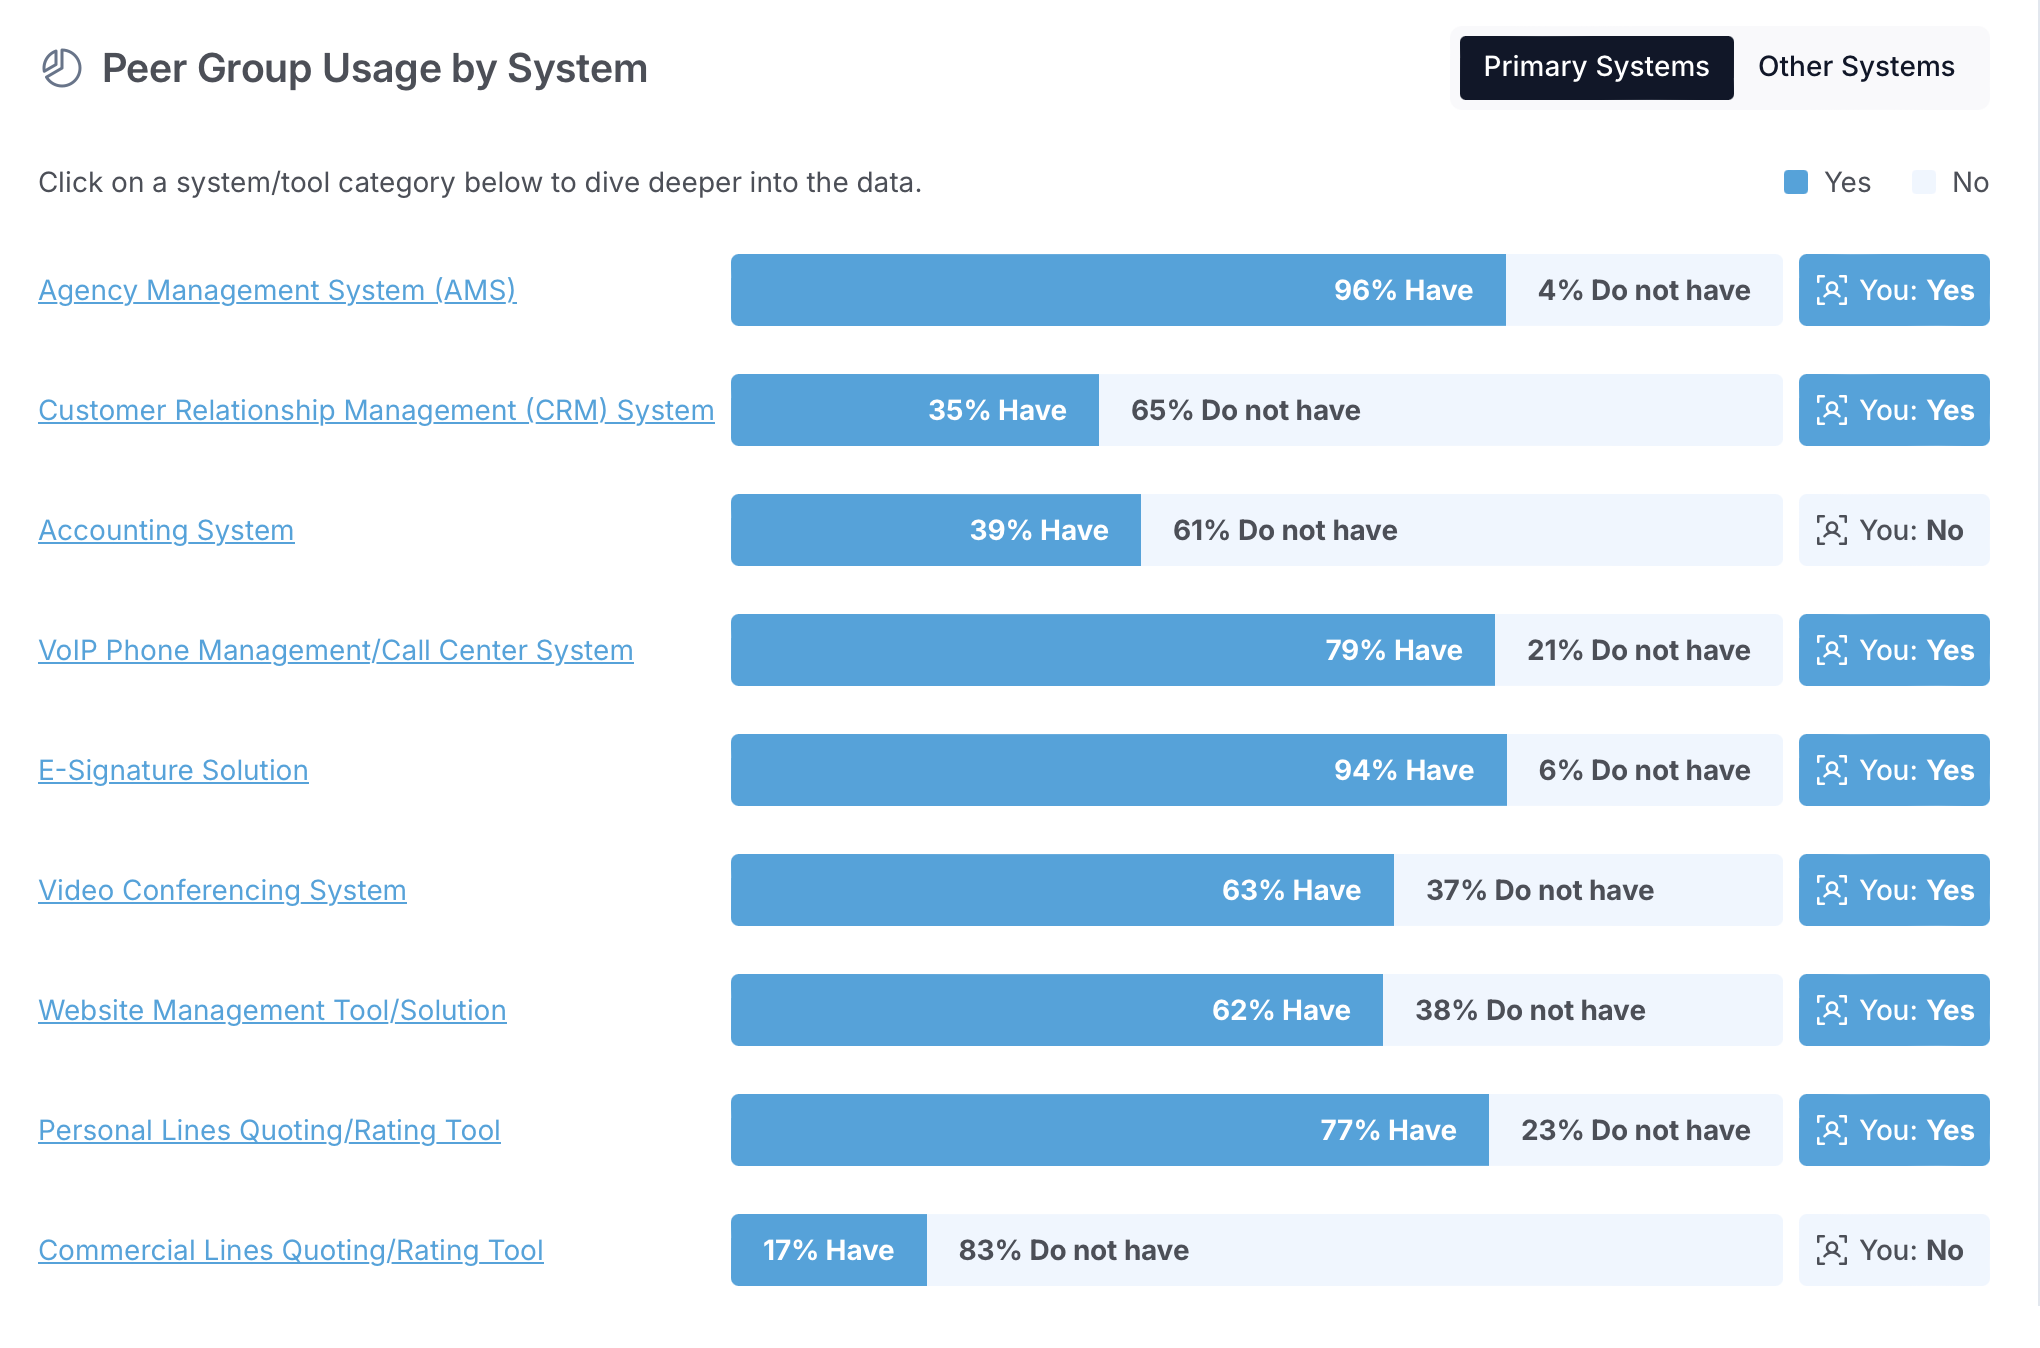 Peer Group Usage by System
Primary Systems
Other Systems
Click on a system/tool category below to dive deeper into the data.
Yes
No
Agency Management System (AMS)
96% Have
4% Do not have
You: Yes
Customer Relationship Management (CRM) System
35% Have
65% Do not have
You: Yes
Accounting System
39% Have
61% Do not have
You: No
VoIP Phone Management/Call Center System
79% Have
21% Do not have
You: Yes
E-Signature Solution
94% Have
6% Do not have
You: Yes
Video Conferencing System
63% Have
37% Do not have
You: Yes
Website Management Tool/Solution
62% Have
38% Do not have
You: Yes
Personal Lines Quoting/Rating Tool
77% Have
23% Do not have
You: Yes
Commercial Lines Quoting/Rating Tool
17% Have
83% Do not have
You: No